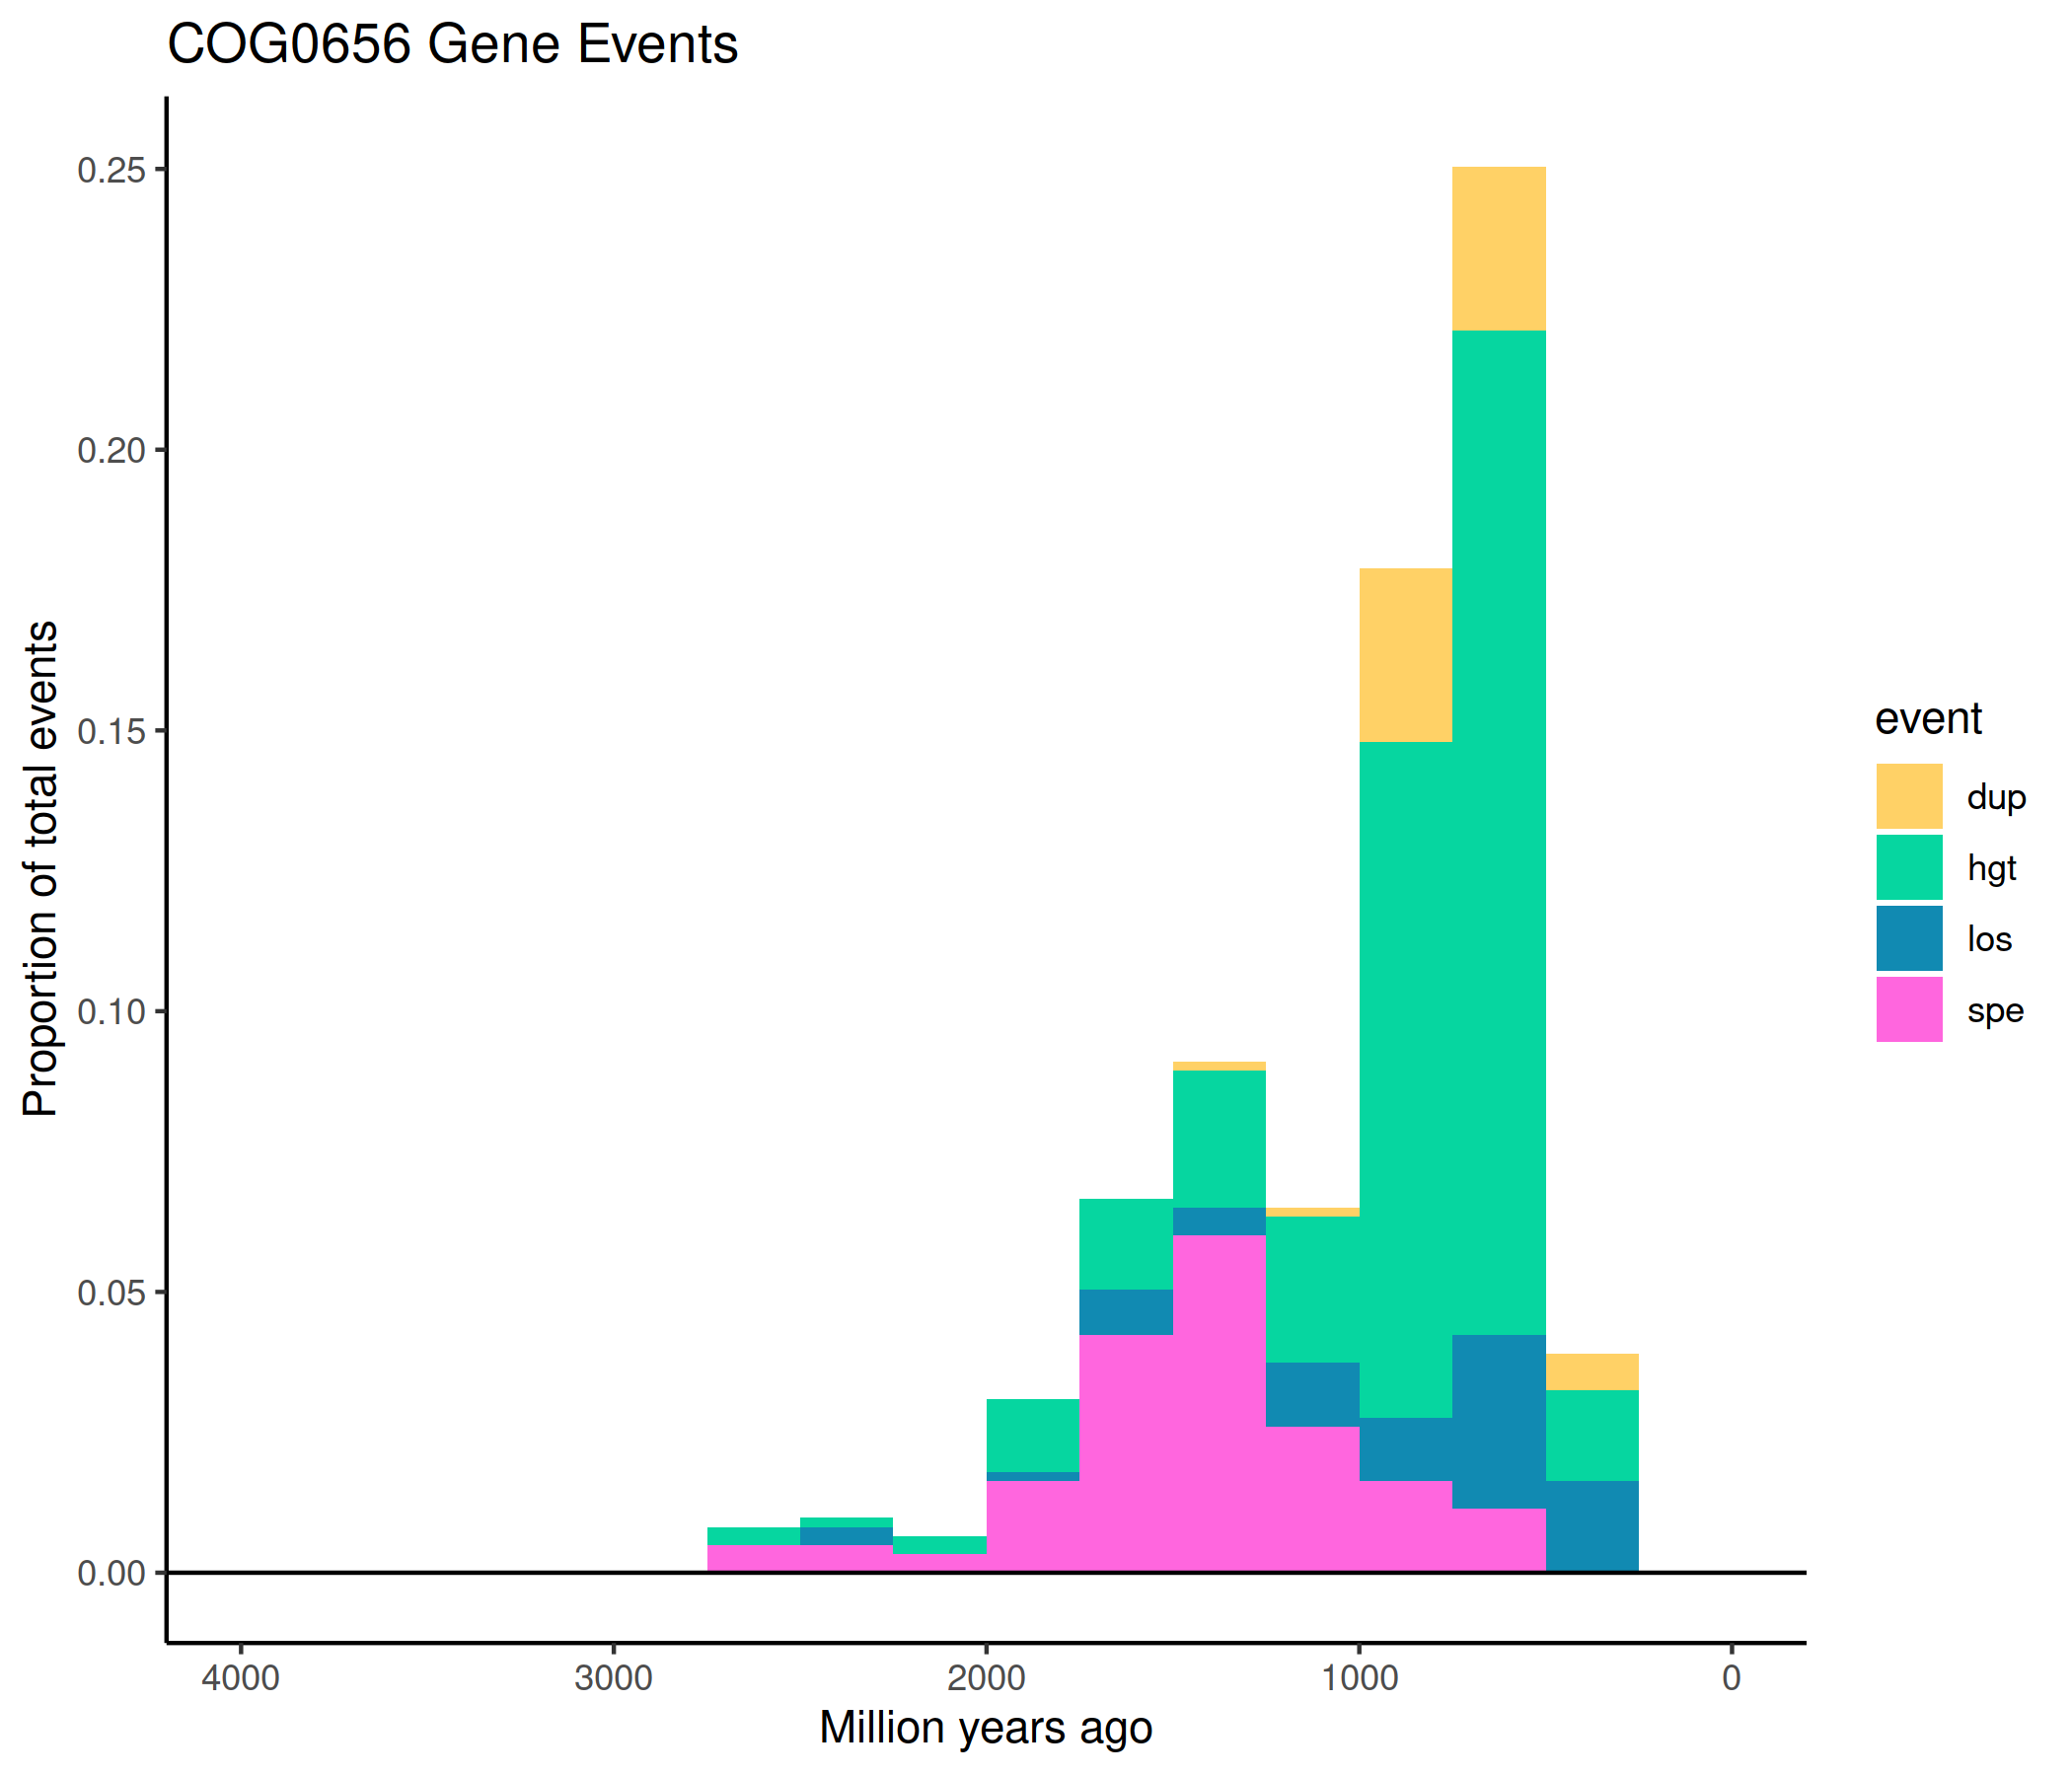 COG0656 Gene Events
Proportion of total events
0.25
0.20
0.15
0.10
0.05
0.00
4000 3000 2000 1000 0
Million years ago
event
dup
hgt
los
spe